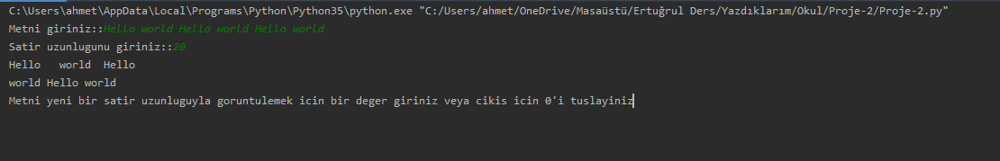 C:\Users\ahmet\AppData\Local\Programs\Python\Python35\python.exe "C:/Users/ahmet/OneDrive/Masaüstü/Ertuğrul Ders/Yazdıklarım/Okul/Proje-2/Proje-2.py"
Metni giriniz::Hello world Hello world Hello world
Satir uzunlugunu giriniz::20
Hello   world  Hello
world Hello world
Metni yeni bir satir uzunluguyla goruntulemek icin bir deger giriniz veya cikis icin 0'i tuslayiniz